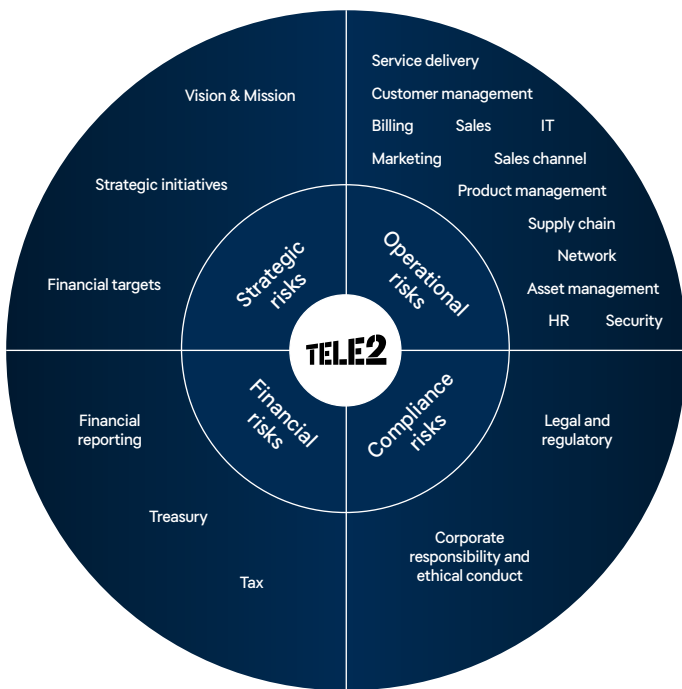 Vision & Mission
Strategic initiatives
Financial targets
Strategic
risks
Service delivery
Customer management
Billing Sales IT
Marketing Sales channel
Product management
Supply chain
Network
Asset management
HR Security
Operational
risks
TELE2
Financial
risks
Financial
reporting
Treasury
Tax
Compliance
risks
Legal and
regulatory
Corporate
responsibility and
ethical conduct